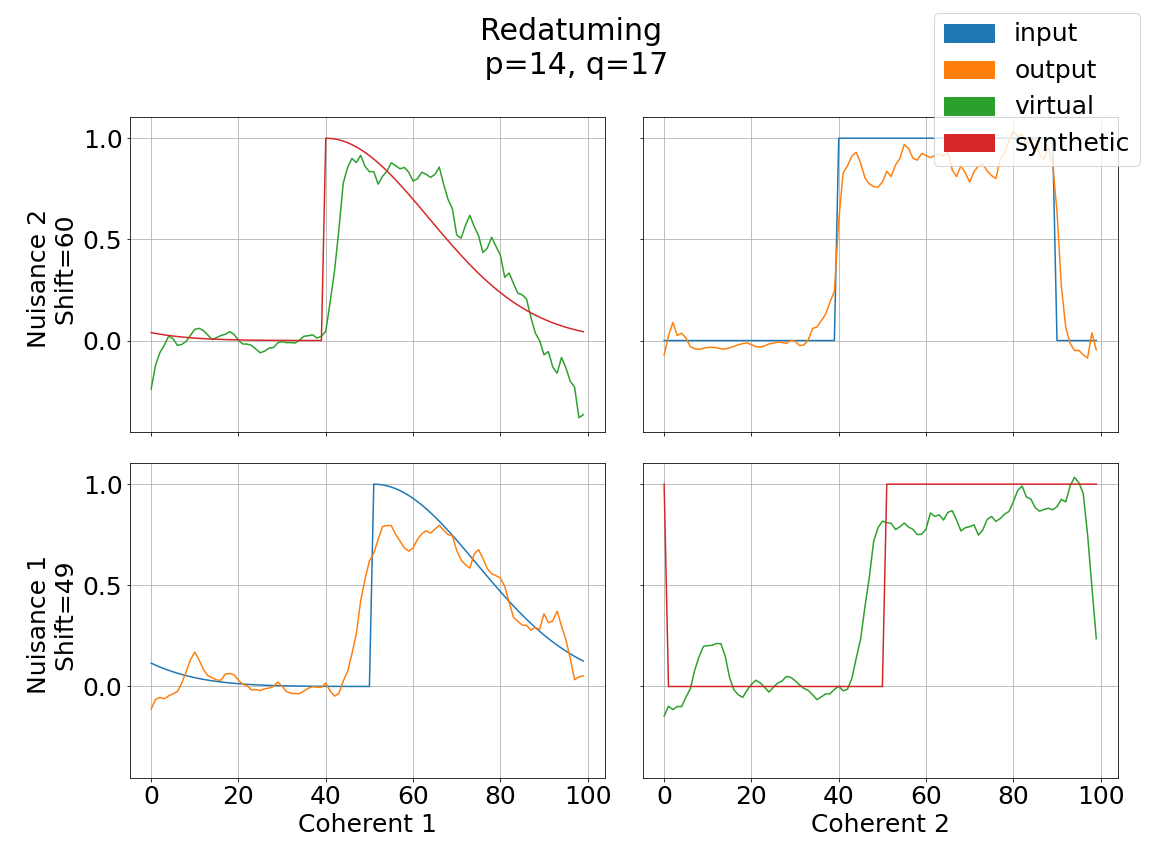 Redatuming
p=14, q=17
input
output
virtual
synthetic
Nuisance 2
Shift=60
1.0
0.5
0.0
Nuisance 1
Shift=49
1.0
0.5
0.0
0 20 40 60 80 100
Coherent 1
0 20 40 60 80 100
Coherent 2